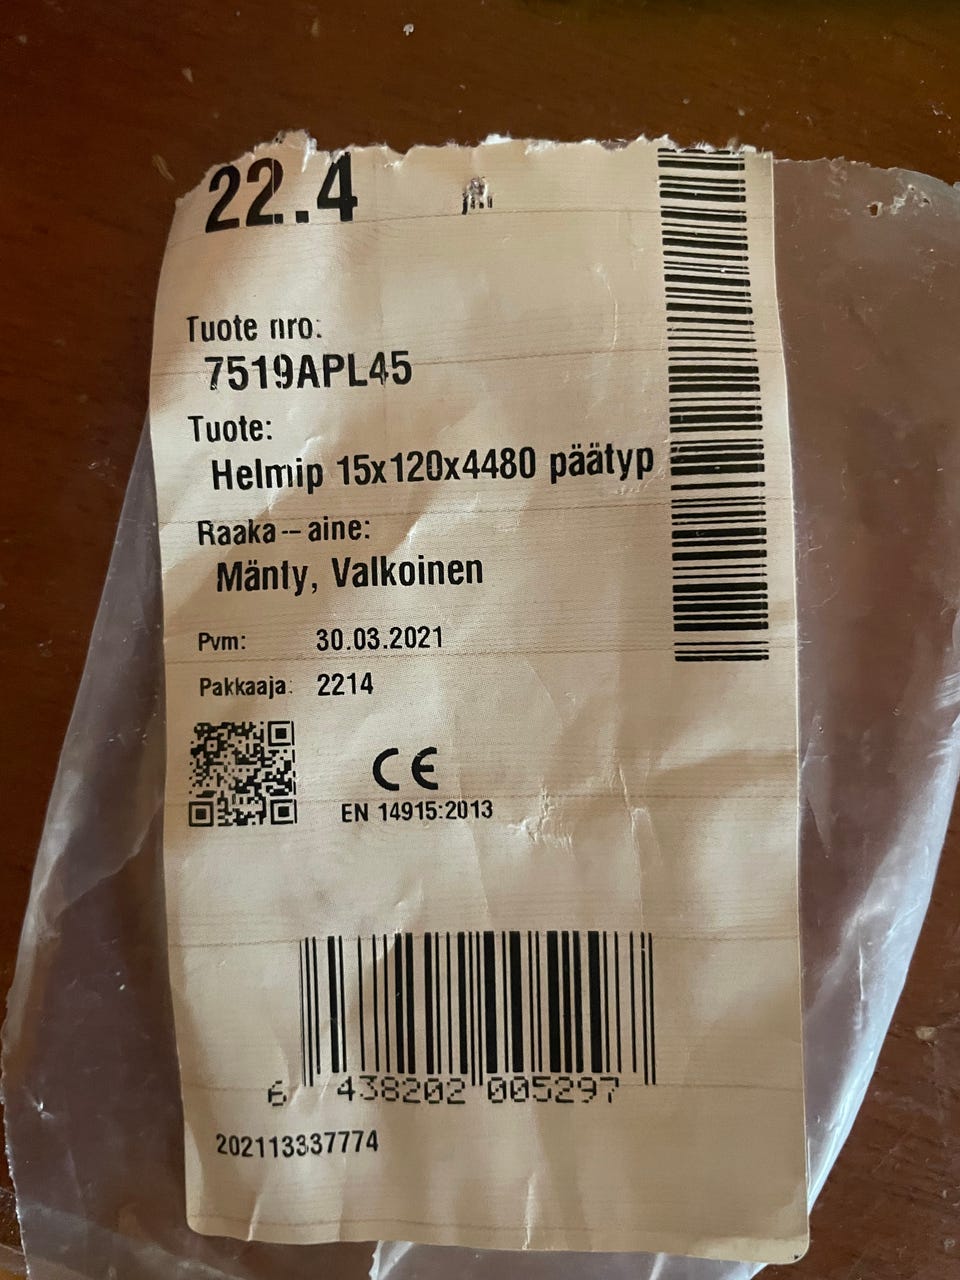 22.4 jm
Tuote nro:
7519APL45
Tuote:
Helmip 15x120x4480 päätyp
Raaka-aine:
Mänty, Valkoinen
Pvm: 30.03.2021
Pakkaaja: 2214
CE
EN 14915:2013
6 438202 005297
202113337774